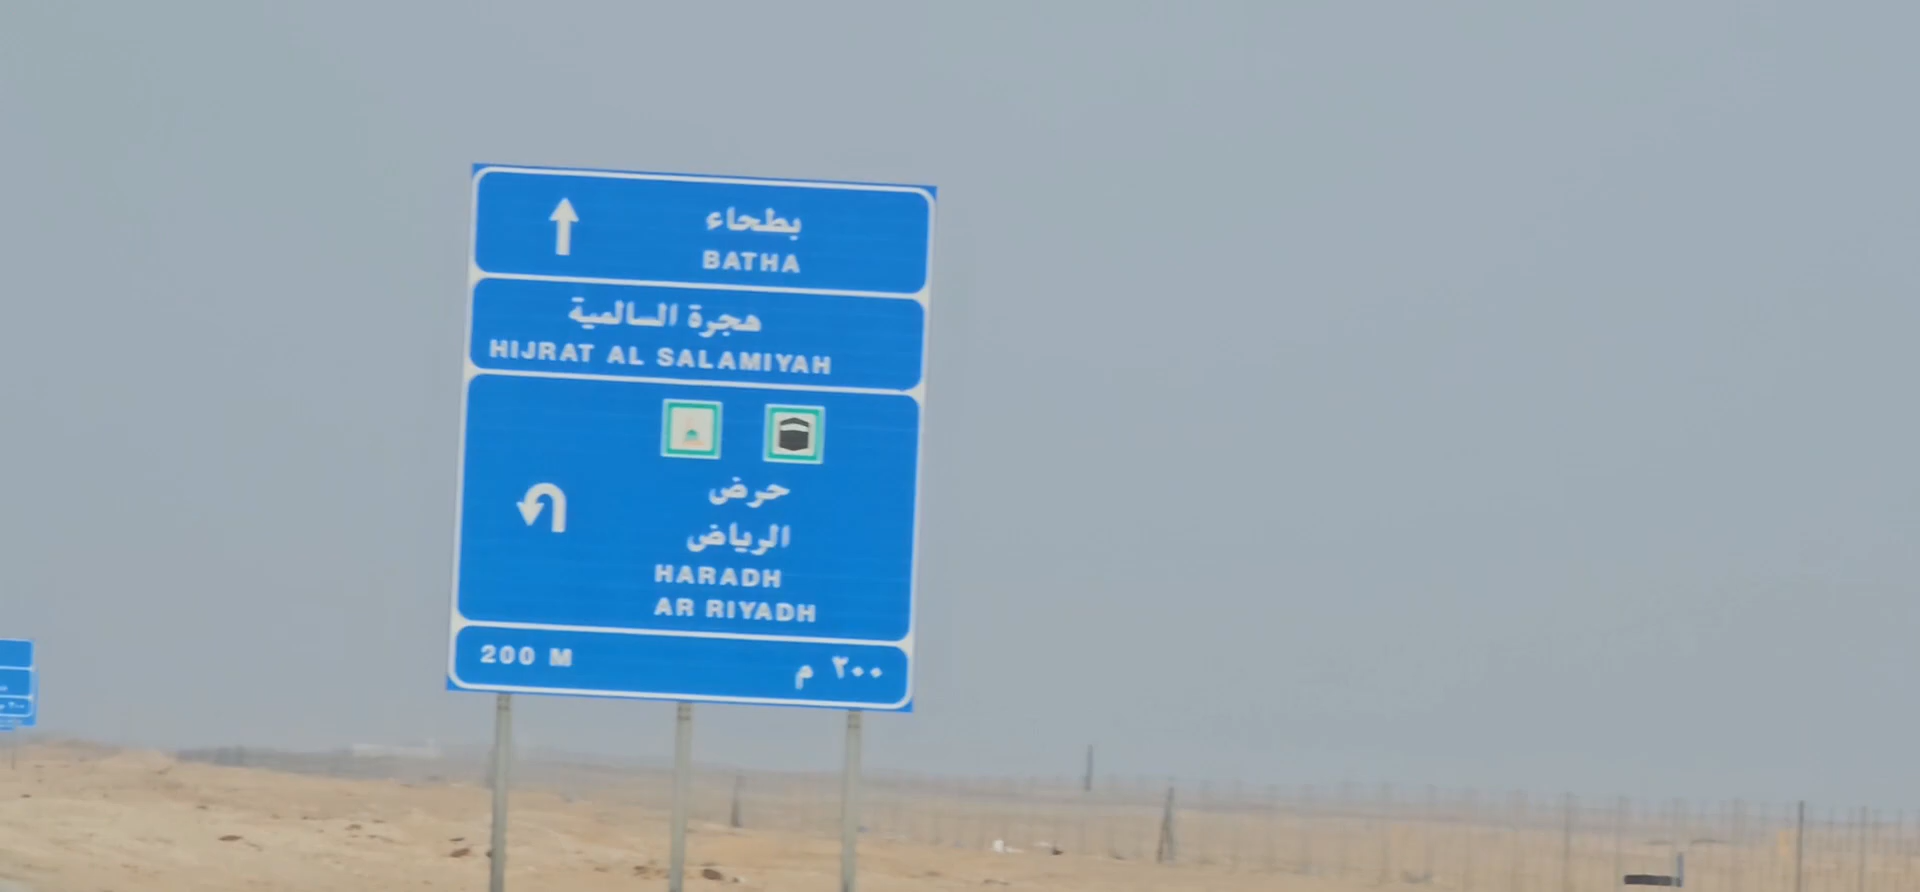 بطحاء
BATHA
هجرة السالمية
HIJRAT AL SALAMIYAH
حرض
الرياض
HARADH
AR RIYADH
200 M
٢٠٠ م